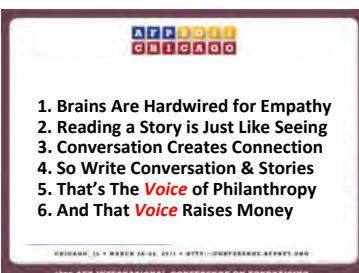 AFP 2011
CHICAGO
1. Brains Are Hardwired for Empathy
2. Reading a Story is Just Like Seeing
3. Conversation Creates Connection
4. So Write Conversation & Stories
5. That's The Voice of Philanthropy
6. And That Voice Raises Money